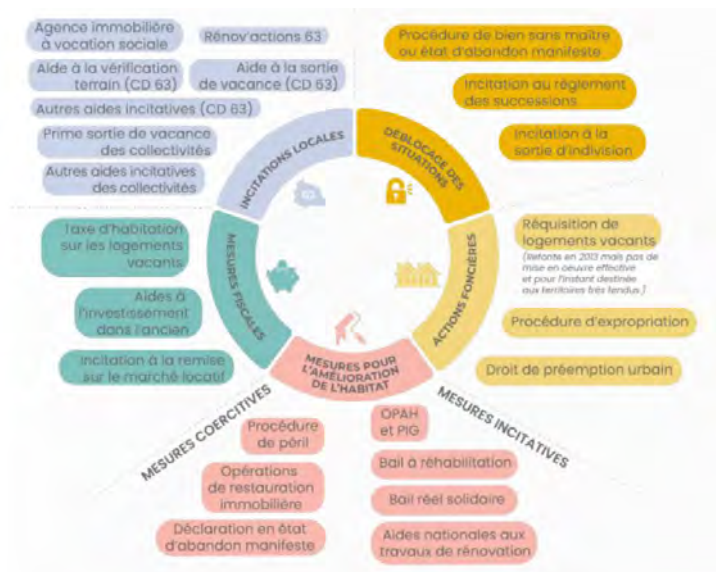 Agence immobilière
à vocation sociale
Rénov'actions 63
Aide à la vérification
terrain (CD 63)
Aide à la sortie
de vacance (CD 63)
Autres aides incitatives (CD 63)
Prime sortie de vacance
des collectivités
Autres aides incitatives
des collectivités
INCITATIONS LOCALES
63
Procédure de bien sans maître
ou état d'abandon manifeste
Incitation au règlement
des successions
Incitation à la
sortie d'indivision
DÉBLOCAGE DES
SITUATIONS
Taxe d'habitation
sur les logements
vacants
Aides à
l'investissement
dans l'ancien
Incitation à la remise
sur le marché locatif
MESURES FISCALES
Réquisition de
logements vacants
(Refonte en 2013 mais pas de
mise en oeuvre effective
et pour l'instant destinée
aux territoires très tendus.)
Procédure d'expropriation
Droit de préemption urbain
ACTIONS FONCIÈRES
MESURES POUR
L'AMÉLIORATION
DE L'HABITAT
MESURES COERCITIVES
Procédure
de péril
Opérations
de restauration
immobilière
Déclaration en état
d'abandon manifeste
MESURES INCITATIVES
OPAH
et PIG
Bail à réhabilitation
Bail réel solidaire
Aides nationales aux
travaux de rénovation